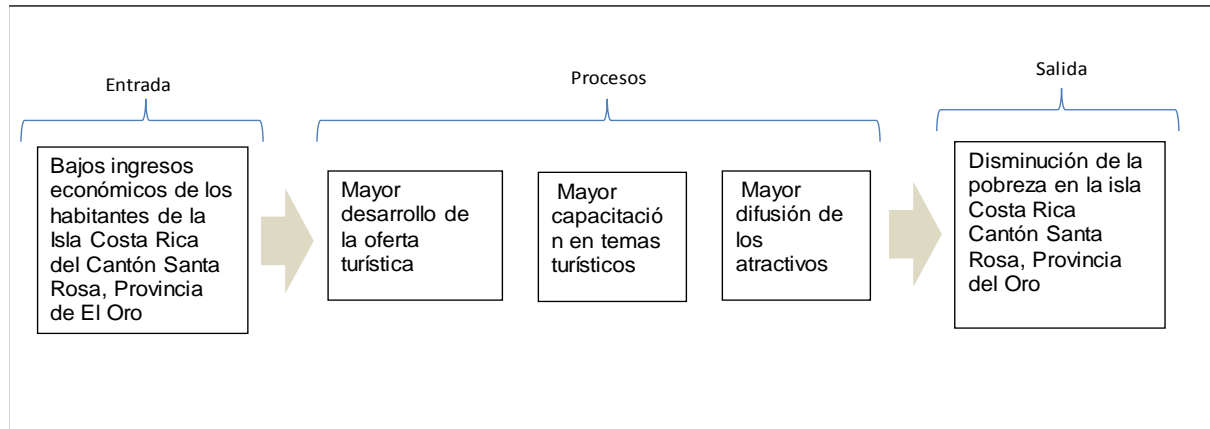 Entrada
Procesos
Salida
Bajos ingresos
económicos de los
habitantes de la
Isla Costa Rica
del Cantón Santa
Rosa, Provincia
de El Oro
Mayor
desarrollo de
la oferta
turística
Mayor
capacitació
n en temas
turísticos
Mayor
difusión de
los
atractivos
Disminución de la
pobreza en la isla
Costa Rica
Cantón Santa
Rosa, Provincia
del Oro